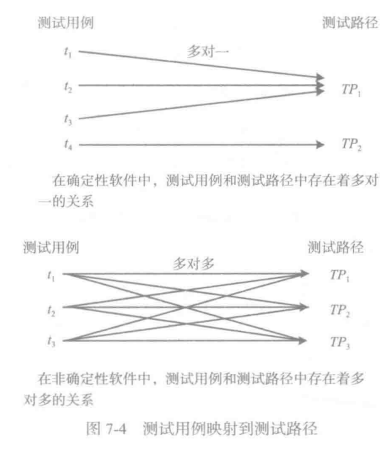 测试用例 测试路径
t1 多对一
t2 TP1
t3
t4 TP2
在确定性软件中，测试用例和测试路径中存在着多对
一的关系
测试用例 测试路径
多对多
t1 TP1
t2 TP2
t3 TP3
在非确定性软件中，测试用例和测试路径中存在着多
对多的关系
图 7-4 测试用例映射到测试路径